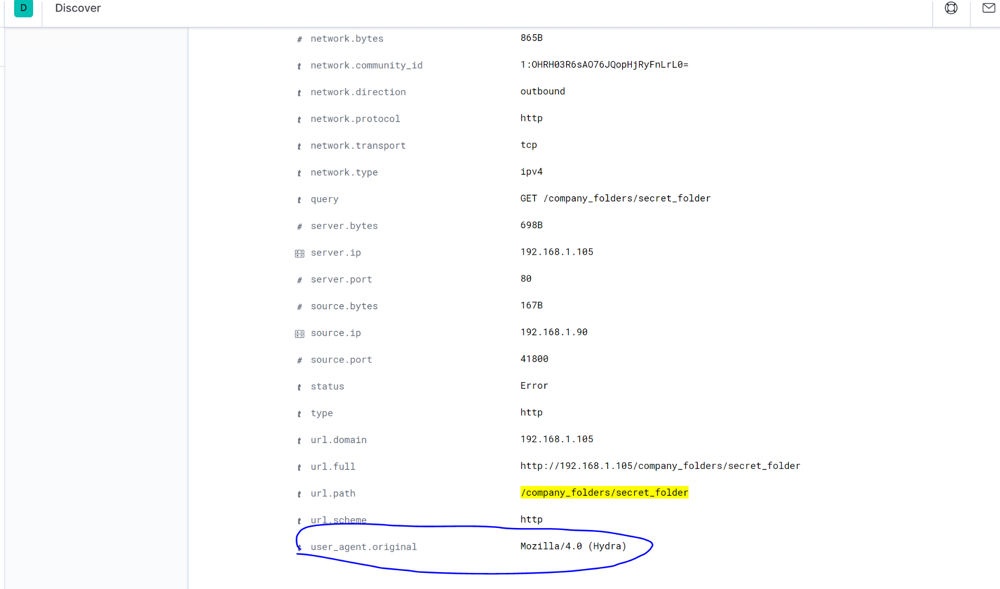 D Discover
# network.bytes 865B
t network.community_id 1:OHRH03R6sAO76JQopHjRyFnLrL0=
t network.direction outbound
t network.protocol http
t network.transport tcp
t network.type ipv4
t query GET /company_folders/secret_folder
# server.bytes 698B
server.ip 192.168.1.105
# server.port 80
# source.bytes 167B
source.ip 192.168.1.90
# source.port 41800
t status Error
t type http
t url.domain 192.168.1.105
t url.full http://192.168.1.105/company_folders/secret_folder
t url.path /company_folders/secret_folder
t url.scheme http
t user_agent.original Mozilla/4.0 (Hydra)